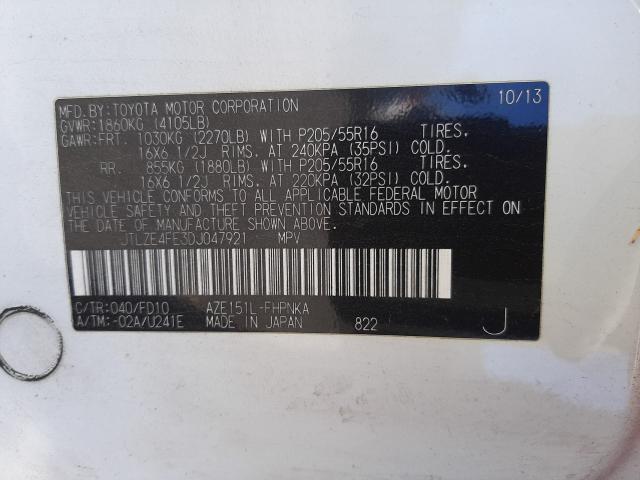 MFD.BY:TOYOTA MOTOR CORPORATION 10/13
GVWR:1860KG (4105LB)
GAWR:FRT. 1030KG (2270LB) WITH P205/55R16 TIRES.
16X6 1/2J RIMS. AT 240KPA (35PSI) COLD.
RR. 855KG (1880LB) WITH P205/55R16 TIRES.
16X6 1/2J RIMS. AT 220KPA (32PSI) COLD.
THIS VEHICLE CONFORMS TO ALL APPLICABLE FEDERAL MOTOR
VEHICLE SAFETY AND THEFT PREVENTION STANDARDS IN EFFECT ON
THE DATE OF MANUFACTURE SHOWN ABOVE.
JTLZE4FE3DJ047921 MPV
C/TR:040/FD10 AZE151L-FHPNKA
A/TM:-02A/U241E MADE IN JAPAN 822 J